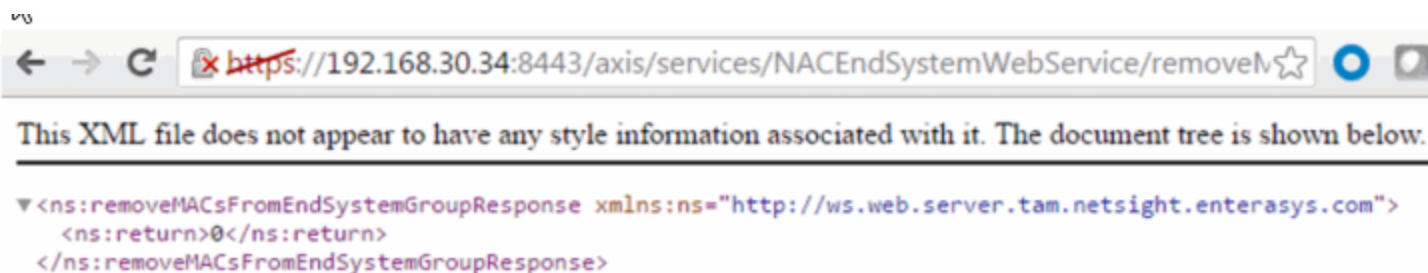 https://192.168.30.34:8443/axis/services/NACEndSystemWebService/remove
This XML file does not appear to have any style information associated with it. The document tree is shown below.
▼<ns:removeMACsFromEndSystemGroupResponse xmlns:ns="http://ws.web.server.tam.netsight.enterasys.com">
<ns:return>0</ns:return>
</ns:removeMACsFromEndSystemGroupResponse>